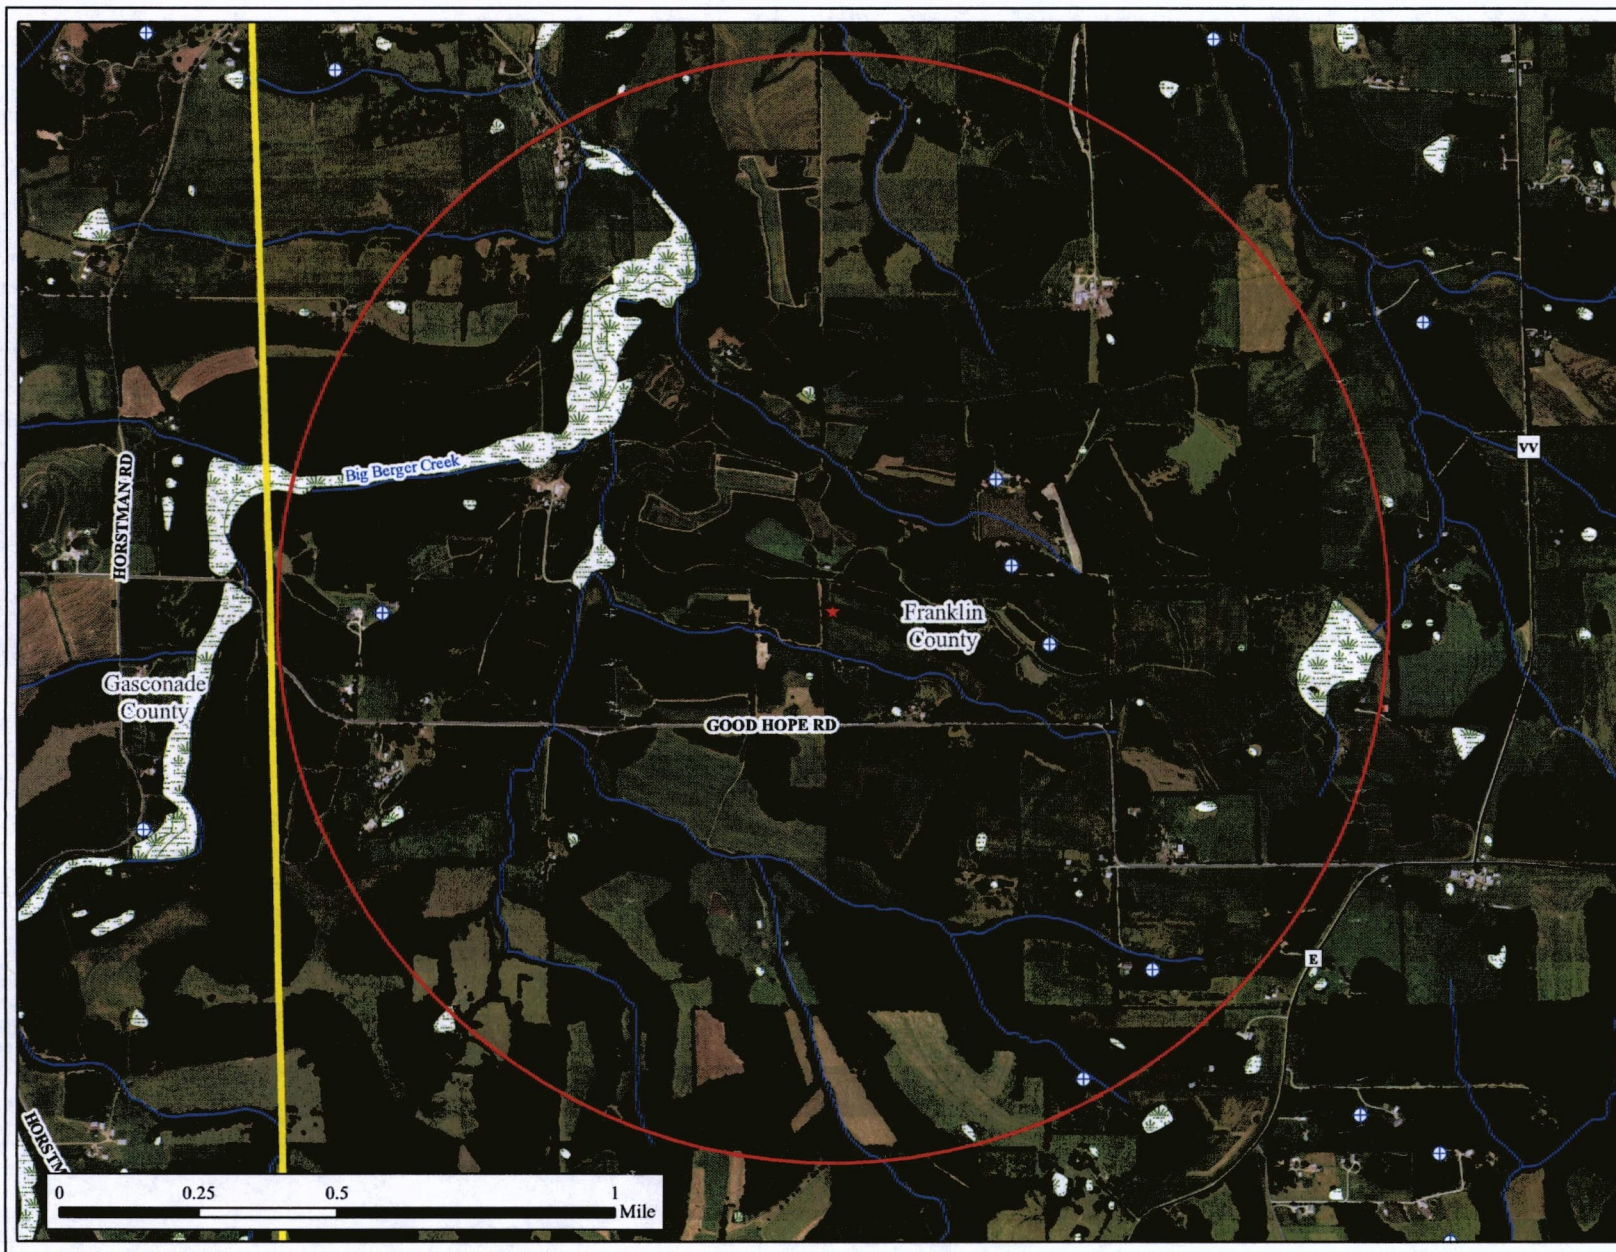 Big Berger Creek
VV
HORSTMAN RD
Franklin
County
Gasconade
County
GOOD HOPE RD
E
0 0.25 0.5 1
Mile